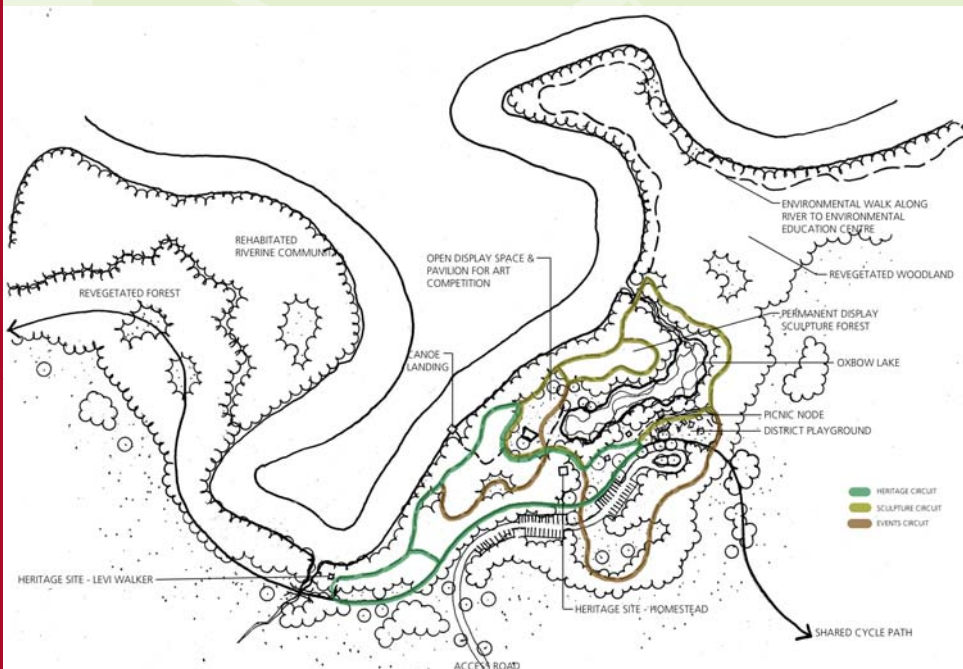 ENVIRONMENTAL WALK ALONG
RIVER TO ENVIRONMENTAL
EDUCATION CENTRE
REHABITATED
RIVERINE COMMUNIT
OPEN DISPLAY SPACE &
PAVILION FOR ART
COMPETITION
REVEGETATED WOODLAND
REVEGETATED FOREST
PERMANENT DISPLAY
SCULPTURE FOREST
CANOE
LANDING
OXBOW LAKE
PICNIC NODE
DISTRICT PLAYGROUND
HERITAGE CIRCUIT
SCULPTURE CIRCUIT
EVENTS CIRCUIT
HERITAGE SITE - LEVI WALKER
HERITAGE SITE - HOMESTEAD
SHARED CYCLE PATH
ACCESS ROAD